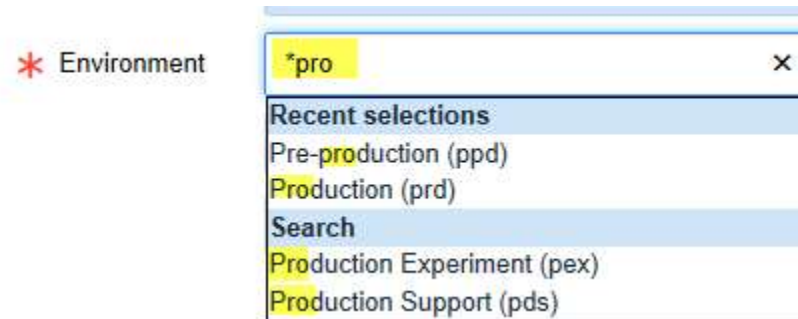 * Environment
*pro ×
Recent selections
Pre-production (ppd)
Production (prd)
Search
Production Experiment (pex)
Production Support (pds)